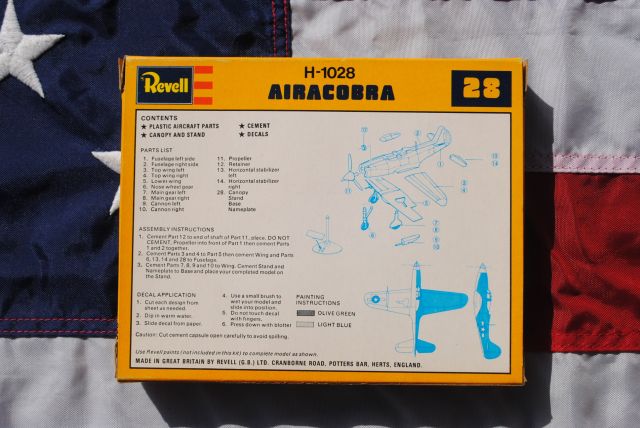 Revell
H-1028
AIRACOBRA
28
CONTENTS
★ PLASTIC AIRCRAFT PARTS
★ CANOPY AND STAND
★ CEMENT
★ DECALS
PARTS LIST
1. Fuselage left side
2. Fuselage right side
3. Top wing left
4. Top wing right
5. Lower wing
6. Nose wheel gear
7. Main gear left
8. Main gear right
9. Cannon left
10. Cannon right
11. Propeller
12. Retainer
13. Horizontal stabilizer
left
14. Horizontal stabilizer
right
28. Canopy
Stand
Base
Nameplate
ASSEMBLY INSTRUCTIONS
1. Cement Part 12 to end of shaft of Part 11, place, DO NOT
CEMENT, Propeller into front of Part 1 then cement Parts
1 and 2 together.
2. Cement Parts 3 and 4 to Part 5 then cement Wing and Parts
6, 13, 14 and 28 to Fuselage.
3. Cement Parts 7, 8, 9 and 10 to Wing. Cement Stand and
Nameplate to Base and place your completed model on
the Stand.
DECAL APPLICATION
1. Cut each design from
sheet as needed.
2. Dip in warm water.
3. Slide decal from paper.
4. Use a small brush to
wet your model and
slide into position.
5. Do not touch decal
with fingers.
6. Press down with blotter
PAINTING
INSTRUCTIONS
OLIVE GREEN
LIGHT BLUE
Caution: Cut cement capsule open carefully to avoid spilling.
Use Revell paints (not included in this kit) to complete model as shown.
MADE IN GREAT BRITAIN BY REVELL (G.B.) LTD. CRANBORNE ROAD, POTTERS BAR, HERTS, ENGLAND.